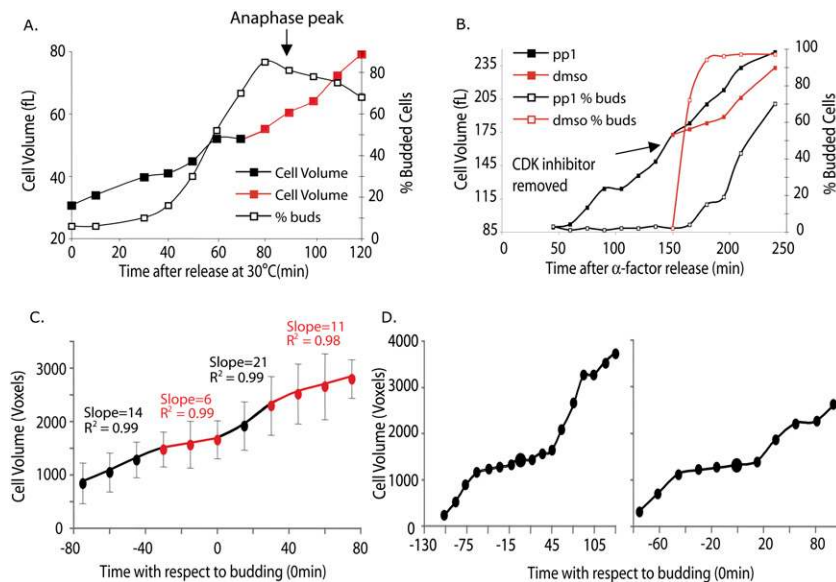 A.
Anaphase peak
Cell Volume (fL)
80
60
40
20
% Budded Cells
80
60
40
20
0
Cell Volume
Cell Volume
% buds
0 20 40 60 80 100 120
Time after release at 30°C(min)
B.
Cell Volume (fL)
235
205
175
145
115
85
% Budded Cells
100
80
60
40
20
0
pp1
dmso
pp1 % buds
dmso % buds
CDK inhibitor
removed
0 50 100 150 200 250
Time after α-factor release (min)
C.
Cell Volume (Voxels)
3000
2000
1000
0
Slope=14
R² = 0.99
Slope=6
R² = 0.99
Slope=21
R² = 0.99
Slope=11
R² = 0.98
-80 -40 0 40 80
Time with respect to budding (0min)
D.
Cell Volume (Voxels)
4000
3000
2000
1000
0
-130 -75 -15 45 105
-60 -20 20 60 100
Time with respect to budding (0min)